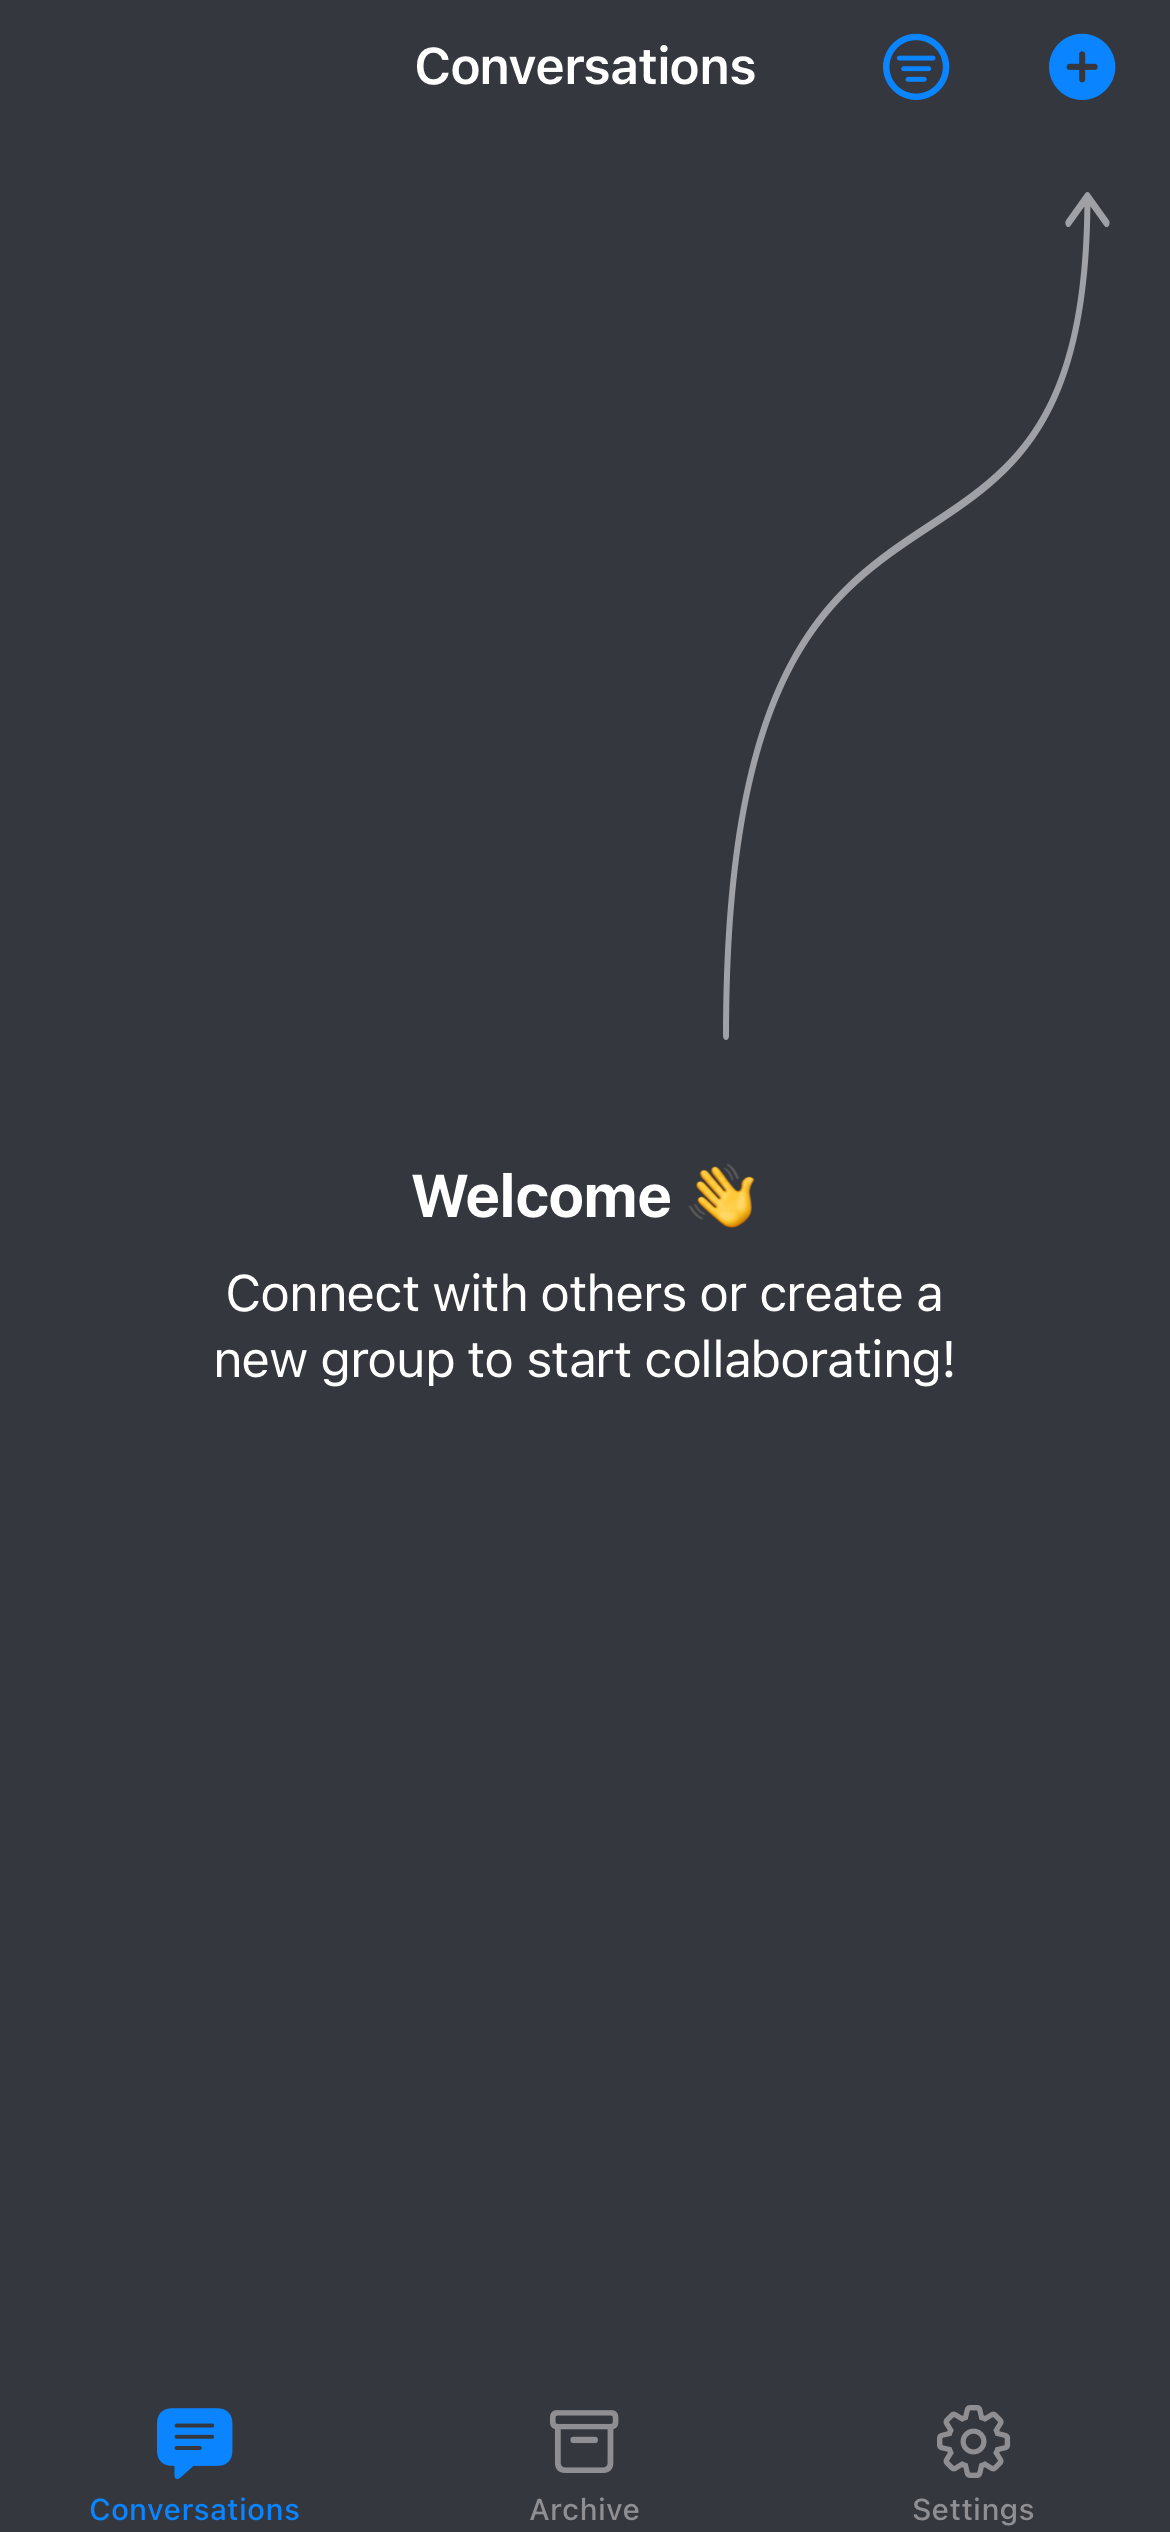 Conversations
Welcome 👋
Connect with others or create a
new group to start collaborating!
Conversations
Archive
Settings